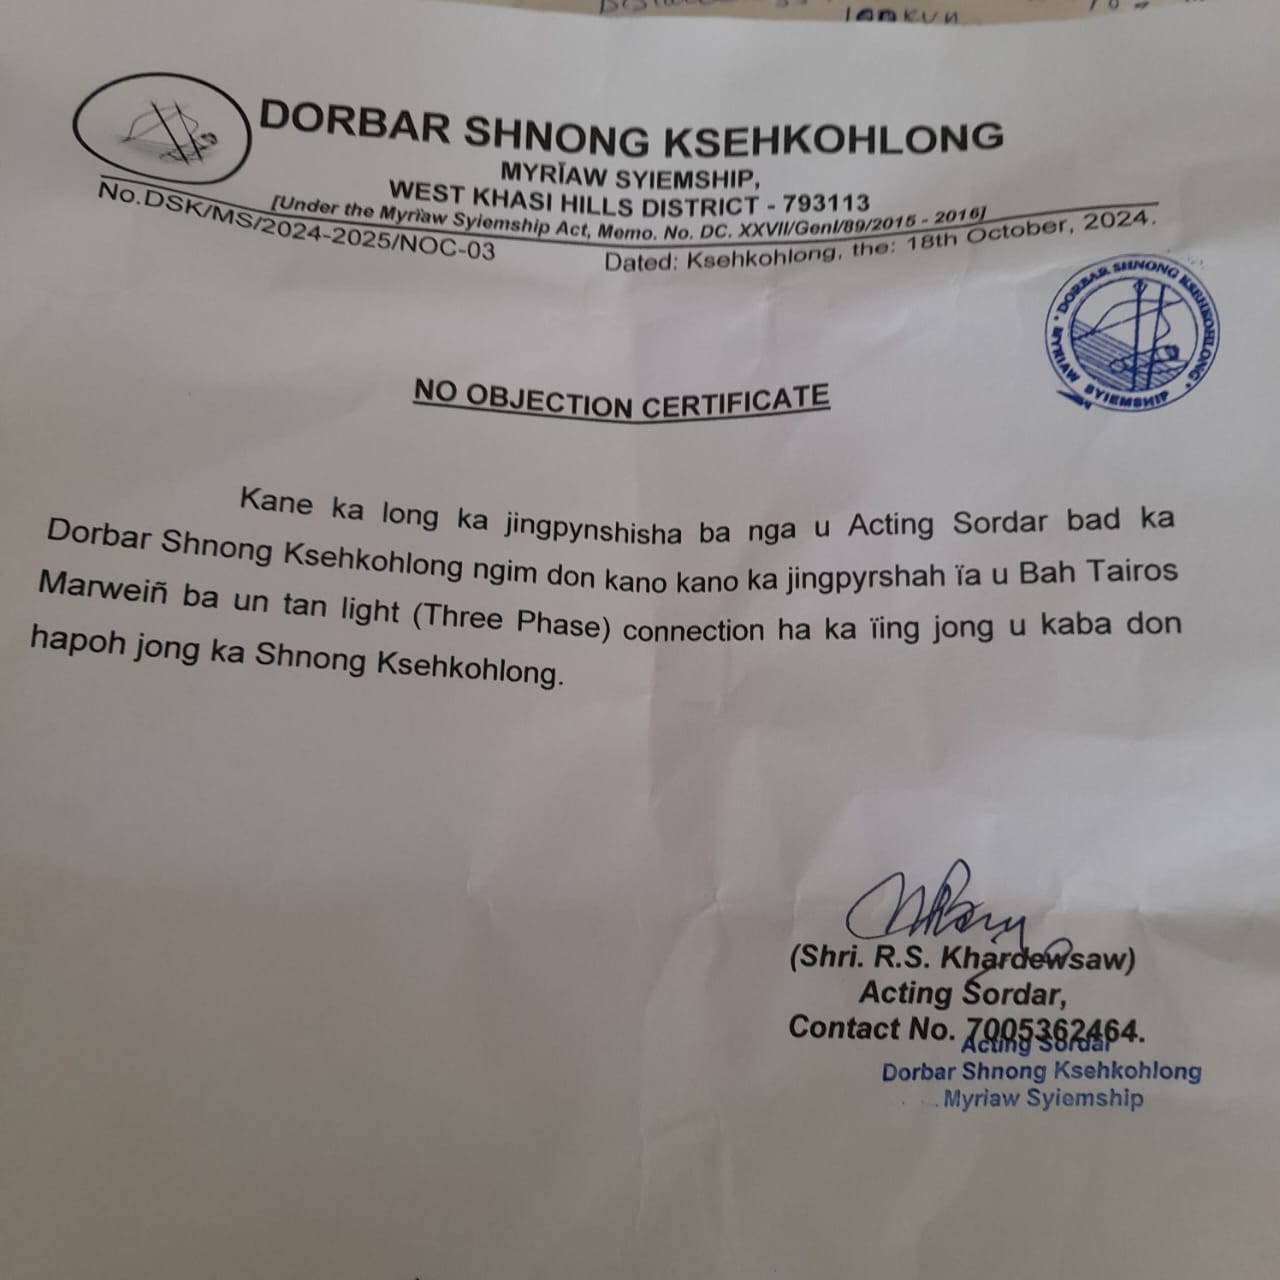 DORBAR SHNONG KSEHKOHLONG
MYRÏAW SYIEMSHIP,
WEST KHASI HILLS DISTRICT - 793113
[Under the Myrïaw Syiemship Act, Memo. No. DC. XXVII/Genl/89/2015 - 2016]
No.DSK/MS/2024-2025/NOC-03
Dated: Ksehkohlong, the: 18th October, 2024.
DORBAR SHNONG KSEHKOHLONG
MYRIAW SYIEMSHIP
NO OBJECTION CERTIFICATE
Kane ka long ka jingpynshisha ba nga u Acting Sordar bad ka
Dorbar Shnong Ksehkohlong ngim don kano kano ka jingpyrshah ïa u Bah Tairos
Marweiñ ba un tan light (Three Phase) connection ha ka ïing jong u kaba don
hapoh jong ka Shnong Ksehkohlong.
(Shri. R.S. Khardewsaw)
Acting Sordar,
Contact No. 7005362464.
Acting Sordar
Dorbar Shnong Ksehkohlong
Myriaw Syiemship